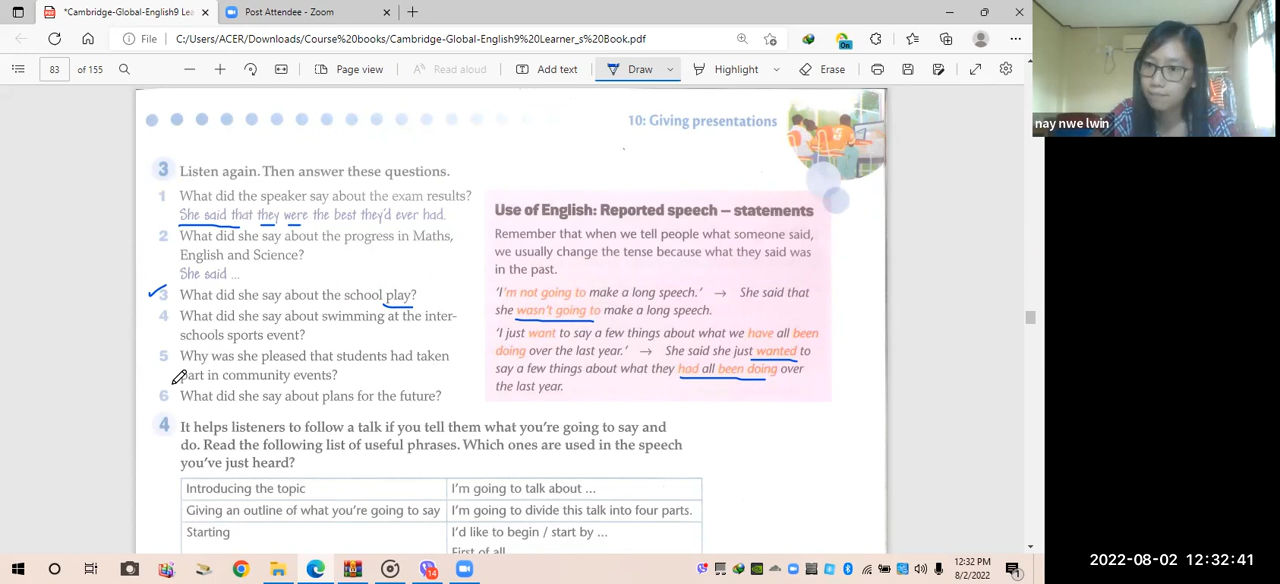 *Cambridge-Global-English9 Lea
Post Attendee - Zoom
File
C:/Users/ACER/Downloads/Course%20books/Cambridge-Global-English9%20Learner_s%20Book.pdf
83 of 155
Page view
Read aloud
Add text
Draw
Highlight
Erase
nay nwe lwin
10: Giving presentations
3 Listen again. Then answer these questions.
1 What did the speaker say about the exam results?
She said that they were the best they'd ever had.
2 What did she say about the progress in Maths,
English and Science?
She said ...
3 What did she say about the school play?
4 What did she say about swimming at the inter-
schools sports event?
5 Why was she pleased that students had taken
part in community events?
6 What did she say about plans for the future?
Use of English: Reported speech – statements
Remember that when we tell people what someone said,
we usually change the tense because what they said was
in the past.
'I'm not going to make a long speech.' → She said that
she wasn't going to make a long speech.
'I just want to say a few things about what we have all been
doing over the last year.' → She said she just wanted to
say a few things about what they had all been doing over
the last year.
4 It helps listeners to follow a talk if you tell them what you're going to say and
do. Read the following list of useful phrases. Which ones are used in the speech
you've just heard?
Introducing the topic I'm going to talk about ...
Giving an outline of what you're going to say I'm going to divide this talk into four parts.
Starting I'd like to begin / start by ...
First of all
On
14
12:32 PM
8/2/2022
1
2022-08-02 12:32:41